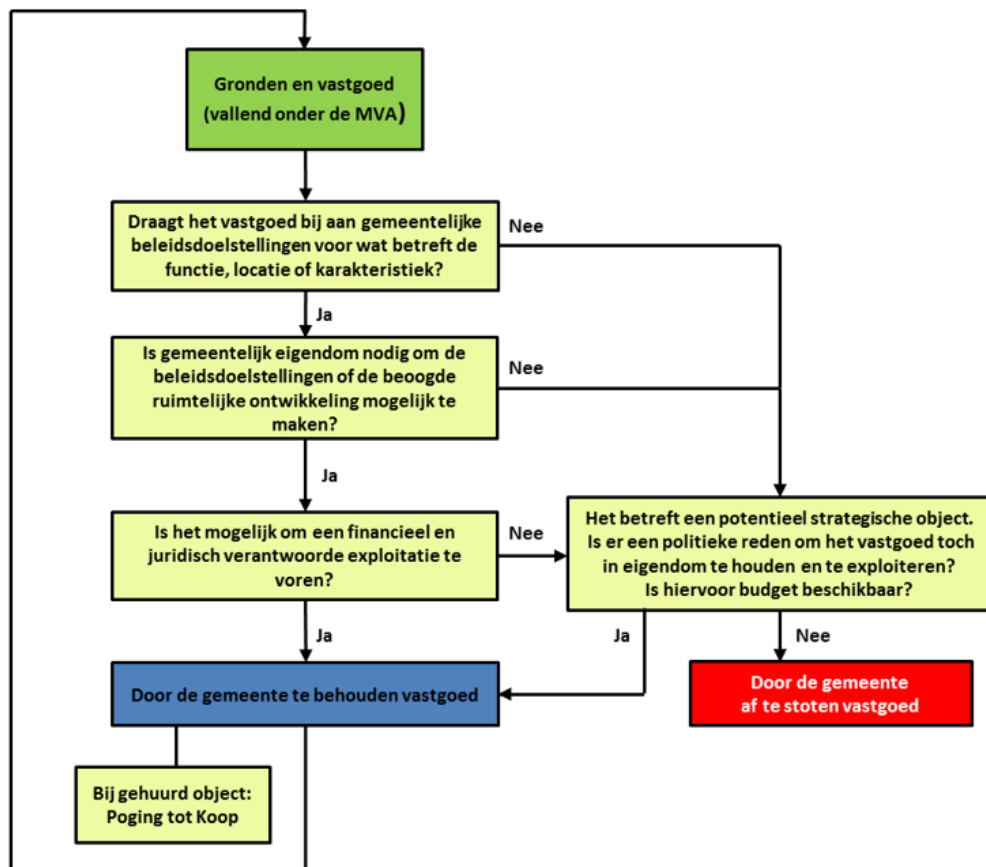 Gronden en vastgoed
(vallend onder de MVA)
Draagt het vastgoed bij aan gemeentelijke
beleidsdoelstellingen voor wat betreft de
functie, locatie of karakteristiek?
Nee
Ja
Is gemeentelijk eigendom nodig om de
beleidsdoelstellingen of de beoogde
ruimtelijke ontwikkeling mogelijk te
maken?
Nee
Ja
Is het mogelijk om een financieel en
juridisch verantwoorde exploitatie te
voren?
Nee
Het betreft een potentieel strategische object.
Is er een politieke reden om het vastgoed toch
in eigendom te houden en te exploiteren?
Is hiervoor budget beschikbaar?
Ja
Ja
Nee
Door de gemeente te behouden vastgoed
Door de gemeente
af te stoten vastgoed
Bij gehuurd object:
Poging tot Koop